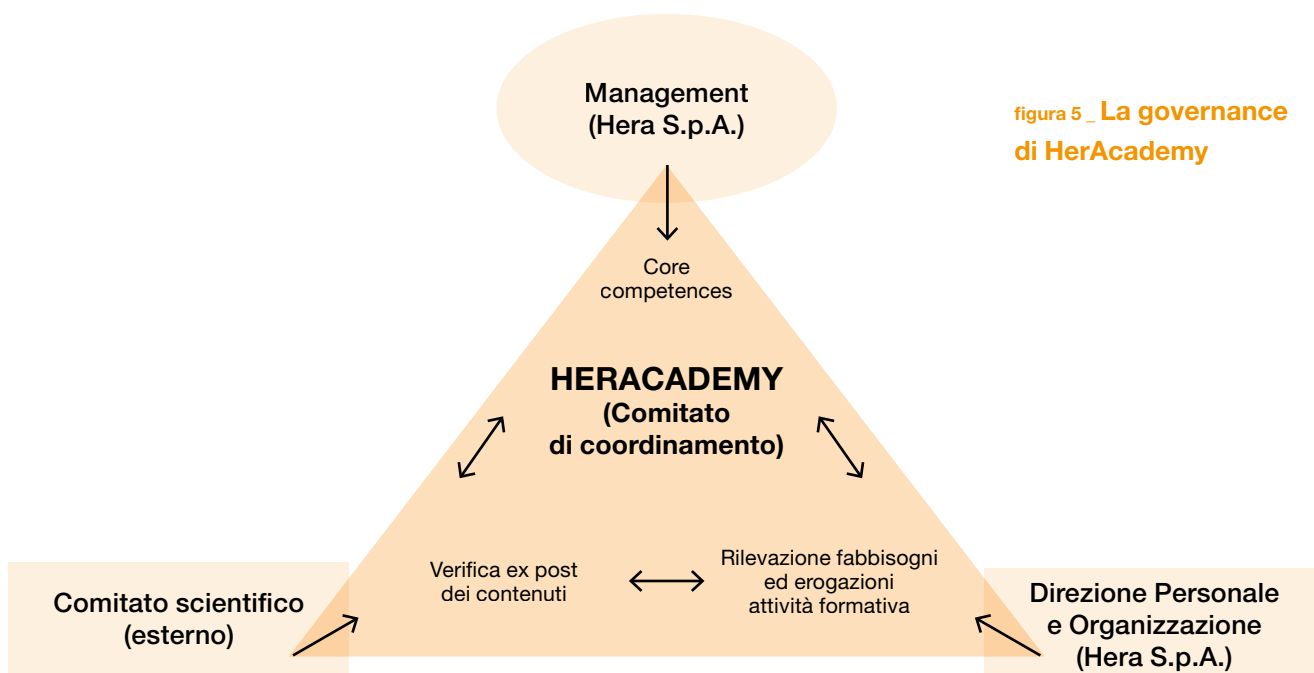 Management
(Hera S.p.A.)
figura 5 _ La governance
di HerAcademy
Core
competences
HERACADEMY
(Comitato
di coordinamento)
Verifica ex post
dei contenuti
Rilevazione fabbisogni
ed erogazioni
attività formativa
Comitato scientifico
(esterno)
Direzione Personale
e Organizzazione
(Hera S.p.A.)